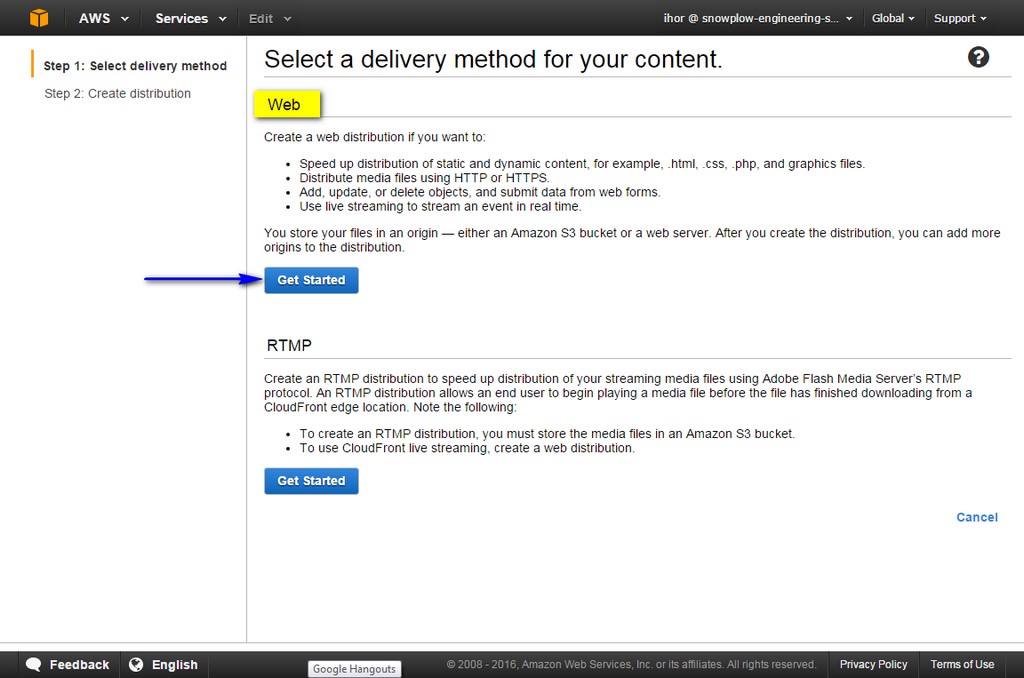 AWS Services Edit ihor @ snowplow-engineering-s... Global Support
Step 1: Select delivery method
Step 2: Create distribution
Select a delivery method for your content.
?
Web
Create a web distribution if you want to:
• Speed up distribution of static and dynamic content, for example, .html, .css, .php, and graphics files.
• Distribute media files using HTTP or HTTPS.
• Add, update, or delete objects, and submit data from web forms.
• Use live streaming to stream an event in real time.
You store your files in an origin — either an Amazon S3 bucket or a web server. After you create the distribution, you can add more
origins to the distribution.
Get Started
RTMP
Create an RTMP distribution to speed up distribution of your streaming media files using Adobe Flash Media Server's RTMP
protocol. An RTMP distribution allows an end user to begin playing a media file before the file has finished downloading from a
CloudFront edge location. Note the following:
• To create an RTMP distribution, you must store the media files in an Amazon S3 bucket.
• To use CloudFront live streaming, create a web distribution.
Get Started
Cancel
Feedback English Google Hangouts © 2008 - 2016, Amazon Web Services, Inc. or its affiliates. All rights reserved. Privacy Policy Terms of Use